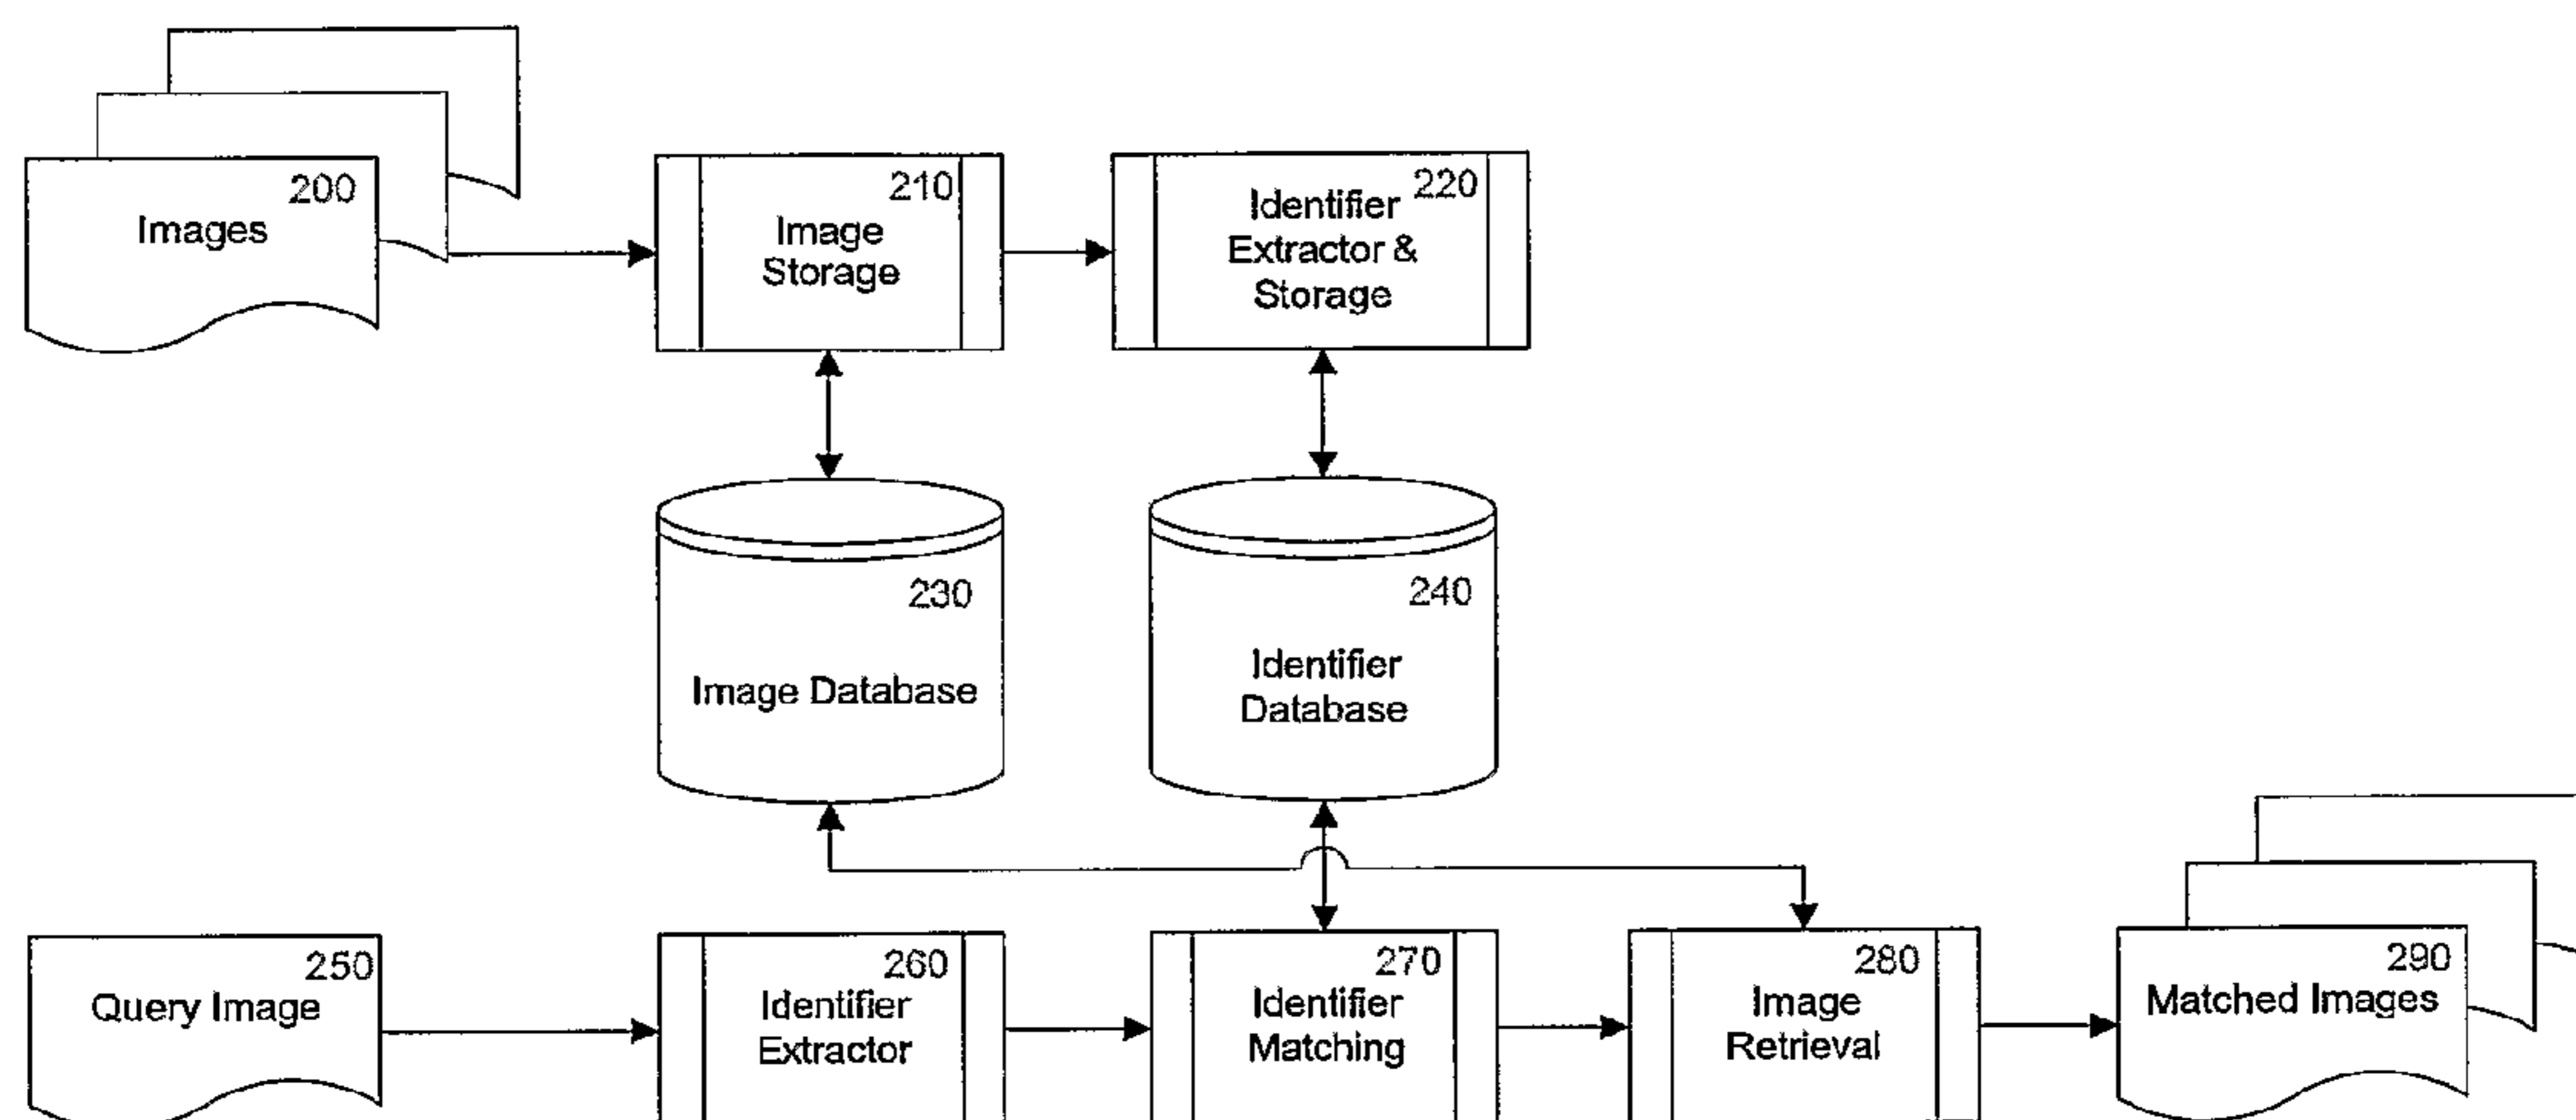 200
Images
210
Image
Storage
220
Identifier
Extractor &
Storage
230
Image Database
240
Identifier
Database
250
Query Image
260
Identifier
Extractor
270
Identifier
Matching
280
Image
Retrieval
290
Matched Images